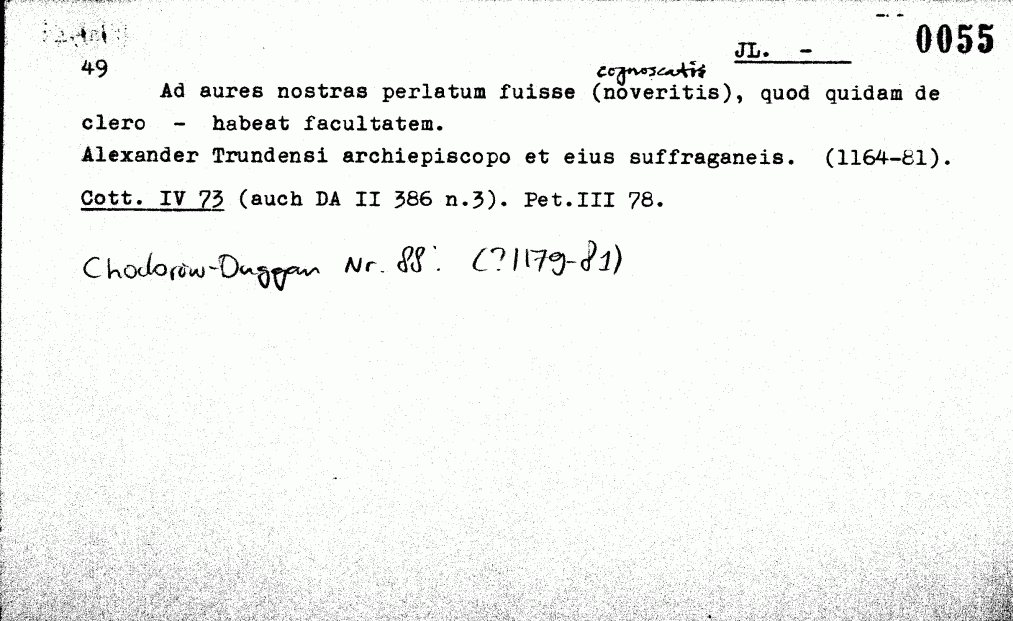 JL. - 0055
49
cognoscatis
Ad aures nostras perlatum fuisse (noveritis), quod quidam de
clero - habeat facultatem.
Alexander Trundensi archiepiscopo et eius suffraganeis. (1164-81).
Cott. IV 73 (auch DA II 386 n.3). Pet.III 78.
Chodorow-Duggan Nr. 88: (?1179-81)